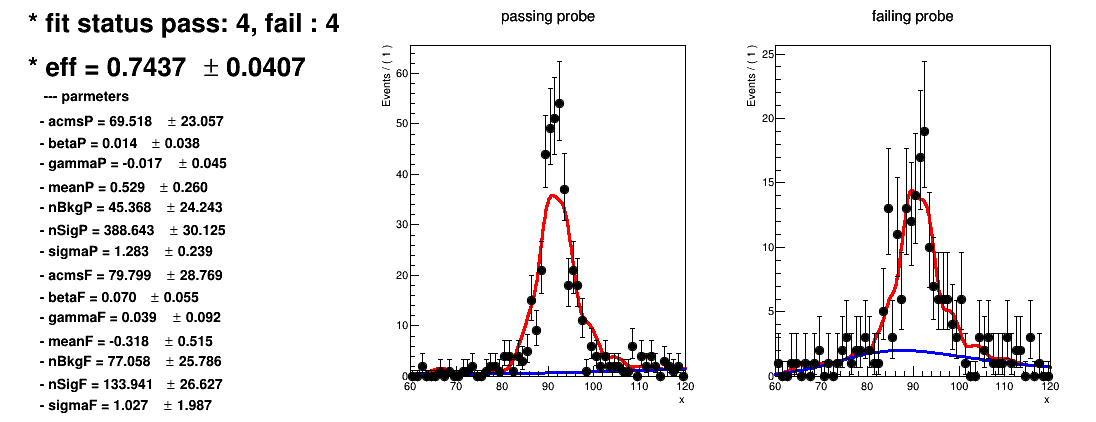 * fit status pass: 4, fail : 4
* eff = 0.7437 ± 0.0407
--- parmeters
- acmsP = 69.518 ± 23.057
- betaP = 0.014 ± 0.038
- gammaP = -0.017 ± 0.045
- meanP = 0.529 ± 0.260
- nBkgP = 45.368 ± 24.243
- nSigP = 388.643 ± 30.125
- sigmaP = 1.283 ± 0.239
- acmsF = 79.799 ± 28.769
- betaF = 0.070 ± 0.055
- gammaF = 0.039 ± 0.092
- meanF = -0.318 ± 0.515
- nBkgF = 77.058 ± 25.786
- nSigF = 133.941 ± 26.627
- sigmaF = 1.027 ± 1.987
passing probe
Events / ( 1 )
60
50
40
30
20
10
0
60 70 80 90 100 110 120
x
failing probe
Events / ( 1 )
25
20
15
10
5
0
60 70 80 90 100 110 120
x